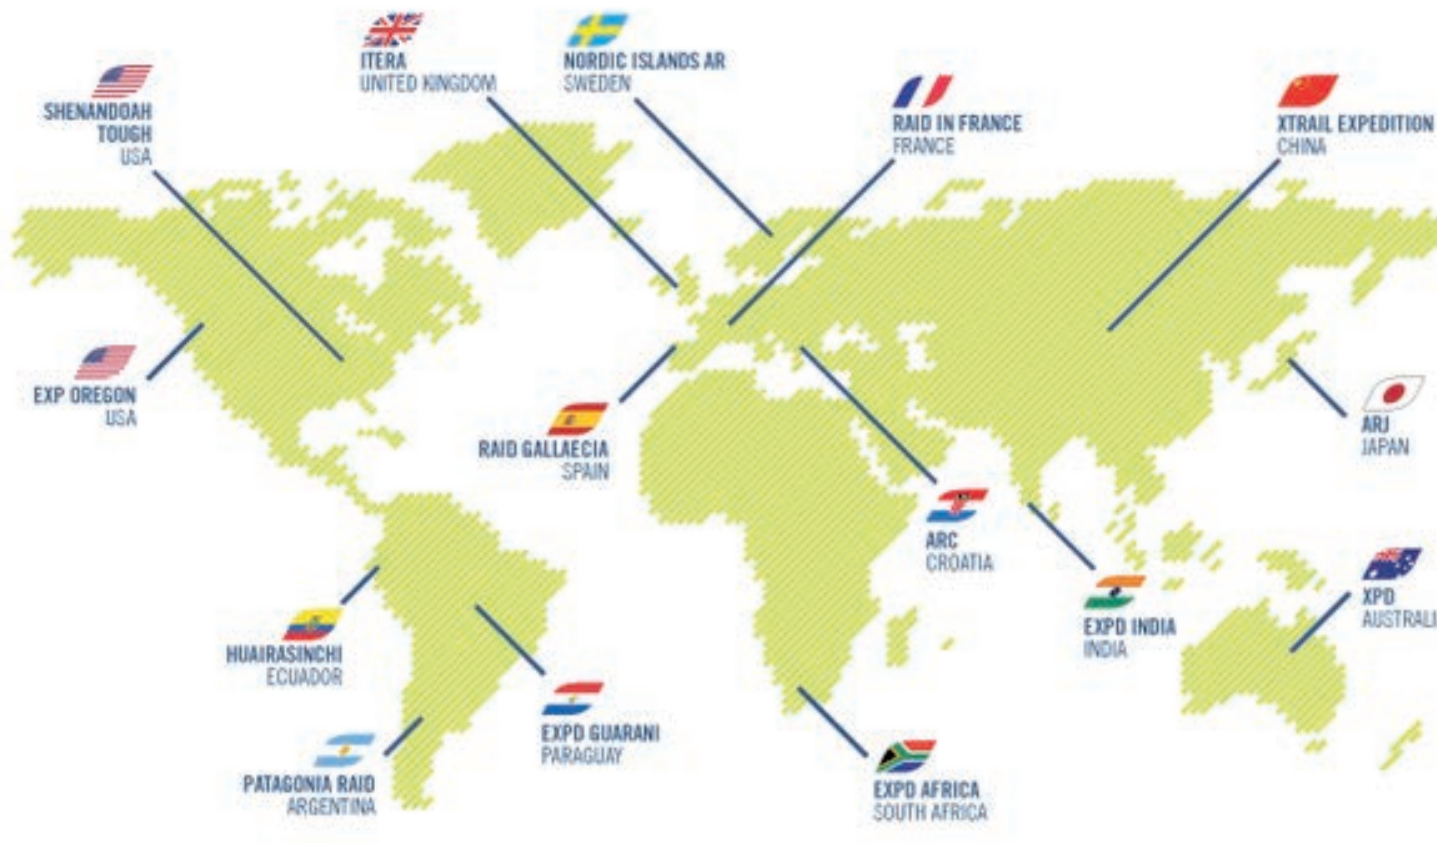 ITERA
UNITED KINGDOM
NORDIC ISLANDS AR
SWEDEN
SHENANDOAH
TOUGH
USA
RAID IN FRANCE
FRANCE
XTRAIL EXPEDITION
CHINA
EXP OREGON
USA
RAID GALLAECIA
SPAIN
ARJ
JAPAN
ARC
CROATIA
EXPD INDIA
INDIA
XPD
AUSTRALI
HUAIRASINCHI
ECUADOR
EXPD GUARANI
PARAGUAY
PATAGONIA RAID
ARGENTINA
EXPD AFRICA
SOUTH AFRICA